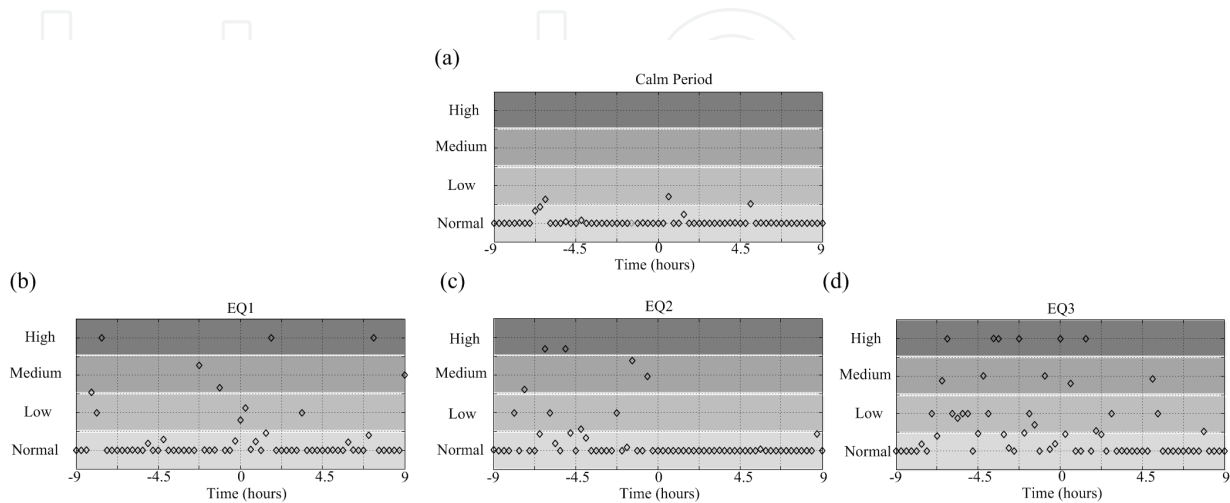 (a)
Calm Period
High
Medium
Low
Normal
-9 -4.5 0 4.5 9
Time (hours)
(b)
EQ1
High
Medium
Low
Normal
-9 -4.5 0 4.5 9
Time (hours)
(c)
EQ2
High
Medium
Low
Normal
-9 -4.5 0 4.5 9
Time (hours)
(d)
EQ3
High
Medium
Low
Normal
-9 -4.5 0 4.5 9
Time (hours)